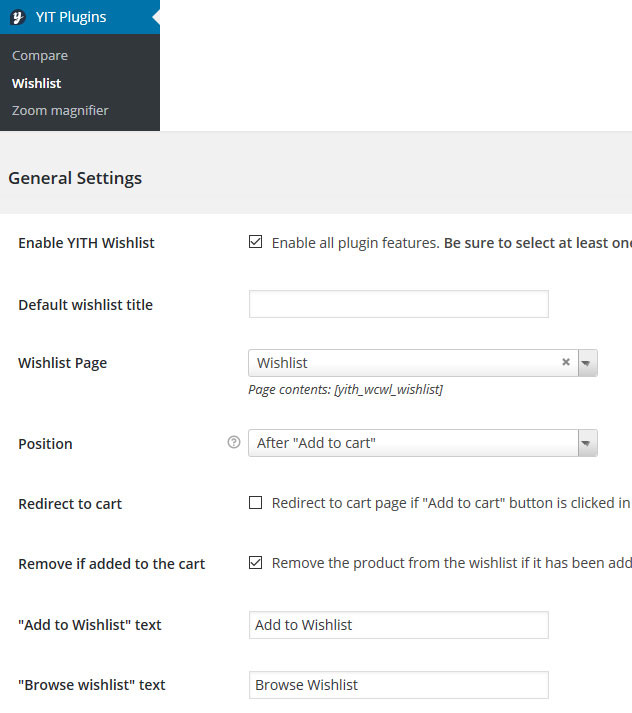 YIT Plugins
Compare
Wishlist
Zoom magnifier
General Settings
Enable YITH Wishlist Enable all plugin features. Be sure to select at least one
Default wishlist title
Wishlist Page Wishlist ×
Page contents: [yith_wcwl_wishlist]
Position ? After "Add to cart"
Redirect to cart Redirect to cart page if "Add to cart" button is clicked in
Remove if added to the cart Remove the product from the wishlist if it has been add
"Add to Wishlist" text Add to Wishlist
"Browse wishlist" text Browse Wishlist